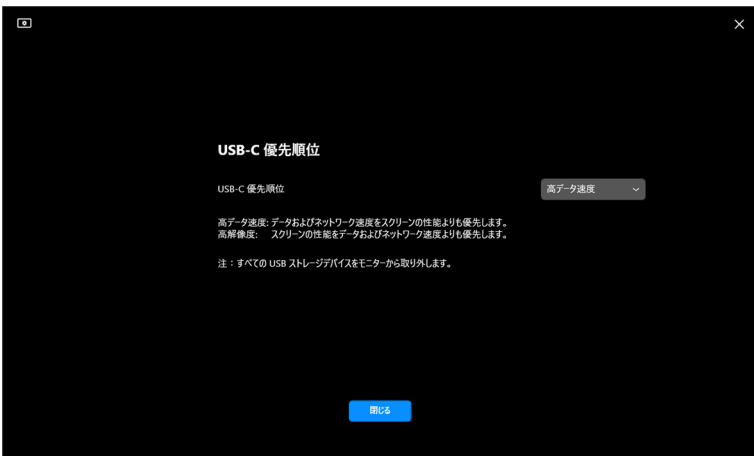 USB-C 優先順位
USB-C 優先順位
高データ速度
高データ速度: データおよびネットワーク速度をスクリーンの性能よりも優先します。
高解像度: スクリーンの性能をデータおよびネットワーク速度よりも優先します。
注：すべての USB ストレージデバイスをモニターから取り外します。
閉じる